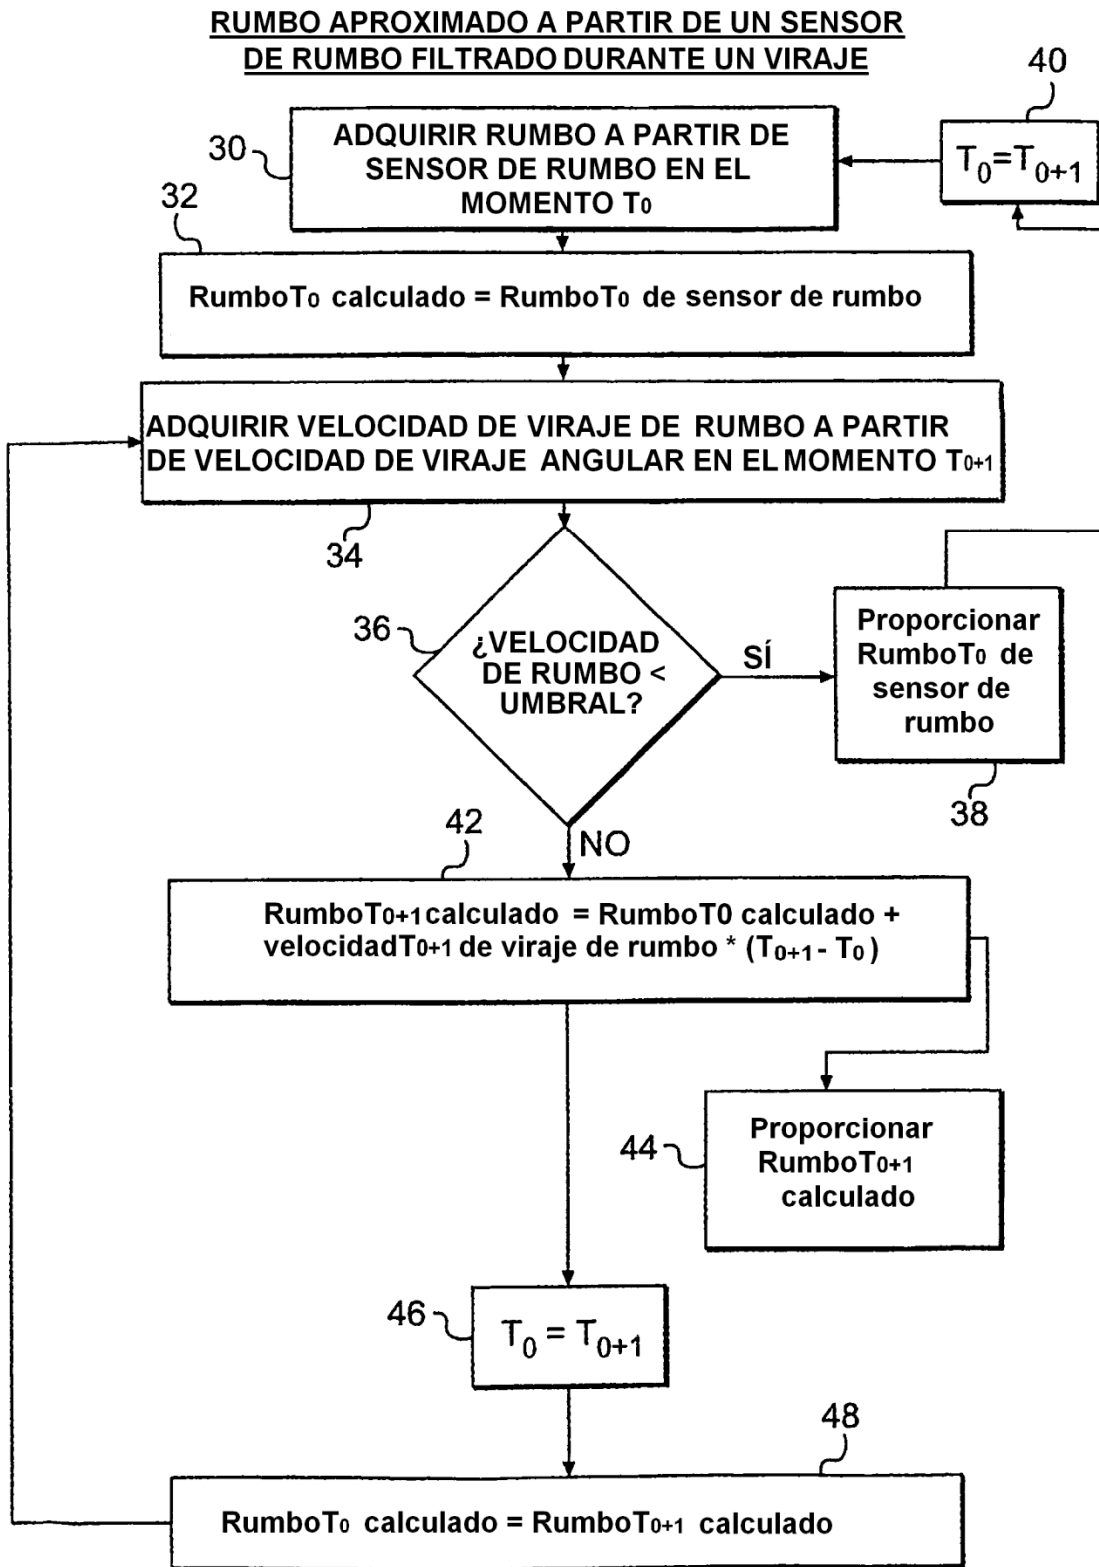 RUMBO APROXIMADO A PARTIR DE UN SENSOR
DE RUMBO FILTRADO DURANTE UN VIRAJE
40
T0=T0+1
30
ADQUIRIR RUMBO A PARTIR DE
SENSOR DE RUMBO EN EL
MOMENTO T0
32
RumboT0 calculado = RumboT0 de sensor de rumbo
ADQUIRIR VELOCIDAD DE VIRAJE DE RUMBO A PARTIR
DE VELOCIDAD DE VIRAJE ANGULAR EN EL MOMENTO T0+1
34
36
¿VELOCIDAD
DE RUMBO <
UMBRAL?
SÍ
Proporcionar
RumboT0 de
sensor de
rumbo
38
NO
42
RumboT0+1 calculado = RumboT0 calculado +
velocidadT0+1 de viraje de rumbo * (T0+1 - T0)
44
Proporcionar
RumboT0+1
calculado
46
T0 = T0+1
48
RumboT0 calculado = RumboT0+1 calculado